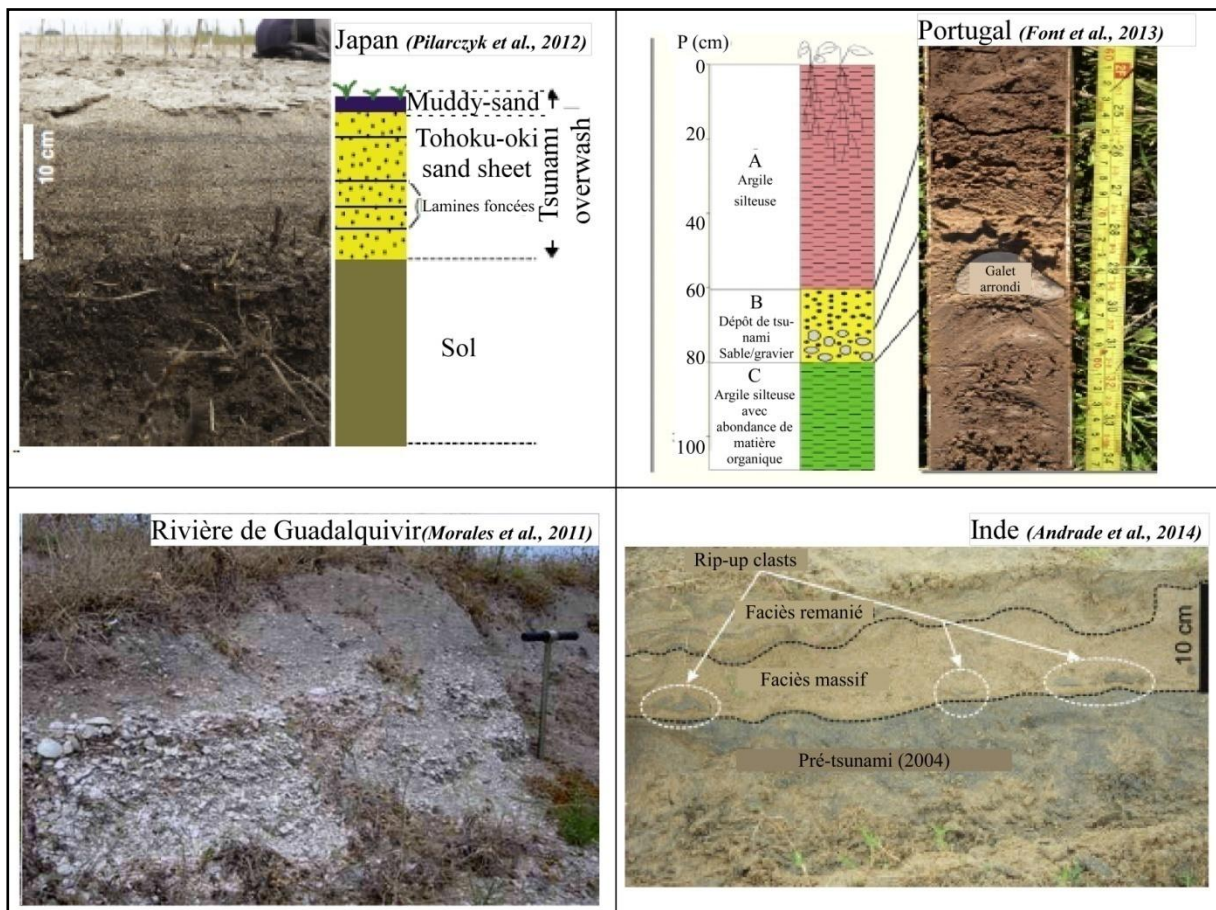 Japan (Pilarczyk et al., 2012)
10 cm
Muddy-sand
Tohoku-oki
sand sheet
Lamines foncées
Tsunami
overwash
Sol
Portugal (Font et al., 2013)
P (cm)
0
20
40
60
80
100
A
Argile
silteuse
B
Dépôt de tsu-
nami
Sable/gravier
C
Argile silteuse
avec
abondance de
matière
organique
Galet
arrondi
Rivière de Guadalquivir(Morales et al., 2011)
Inde (Andrade et al., 2014)
Rip-up clasts
Faciès remanié
Faciès massif
10 cm
Pré-tsunami (2004)